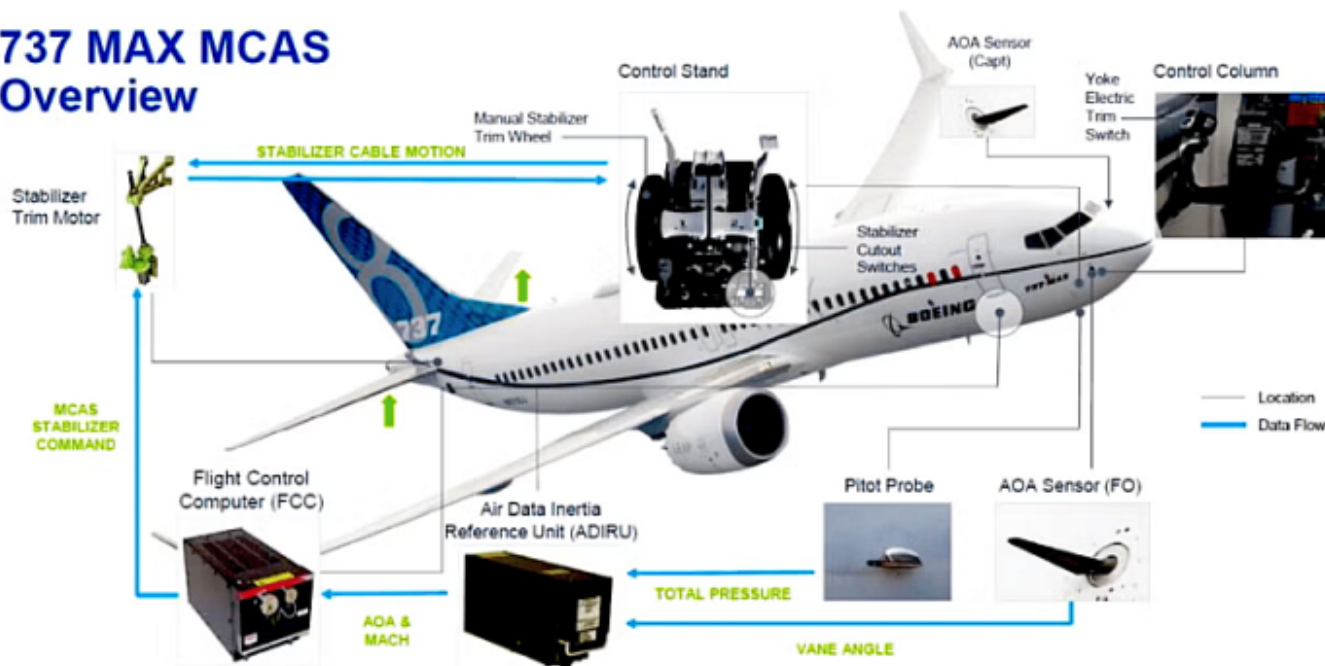 737 MAX MCAS
Overview
Control Stand
AOA Sensor
(Capt)
Yoke
Electric
Trim
Switch
Control Column
Manual Stabilizer
Trim Wheel
STABILIZER CABLE MOTION
Stabilizer
Trim Motor
Stabilizer
Cutout
Switches
737 MAX
BOEING
737
MCAS
STABILIZER
COMMAND
Location
Data Flow
Flight Control
Computer (FCC)
Air Data Inertia
Reference Unit (ADIRU)
Pitot Probe
AOA Sensor (FO)
TOTAL PRESSURE
AOA &
MACH
VANE ANGLE